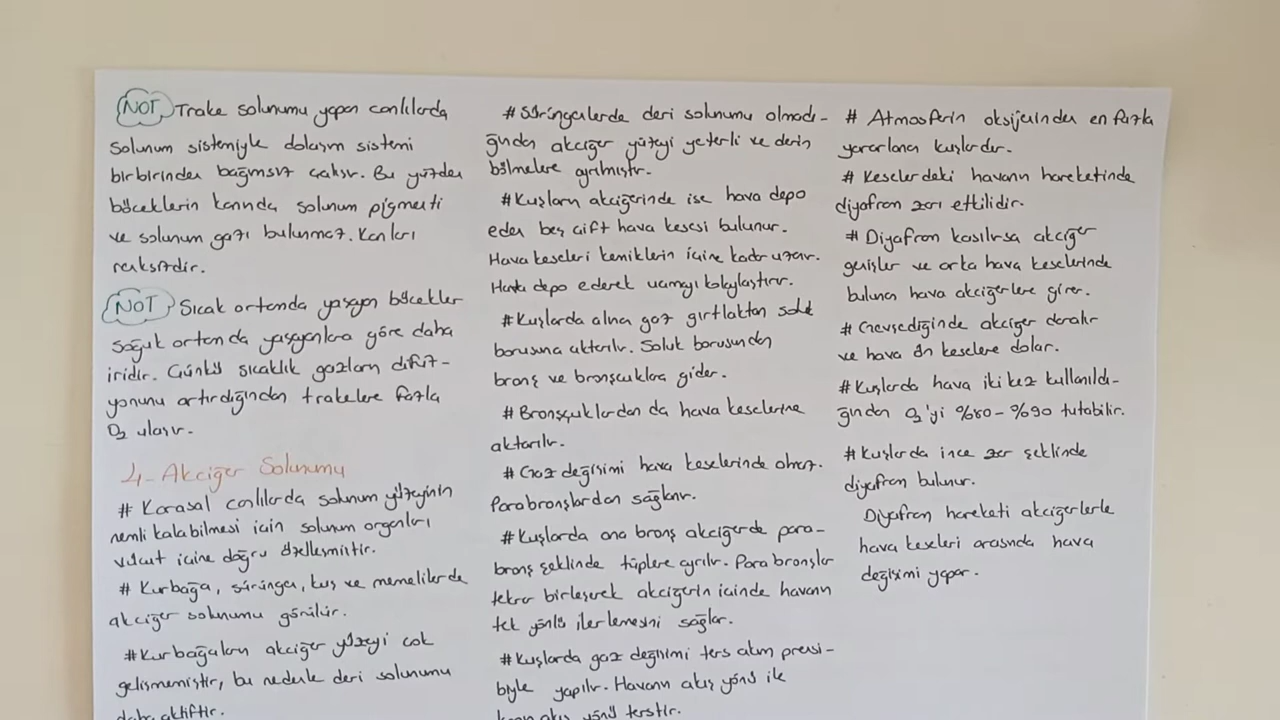 NOT Trake solunumu yapan canlılarda
solunum sistemiyle dolaşım sistemi
birbirinden bağımsız çalışır. Bu yüzden
böceklerin kanında solunum pigmenti
ve solunum gazı bulunmaz. Kanları
renksizdir.
NOT Sıcak ortamda yaşayan böcekler
soğuk ortamda yaşayanlara göre daha
iridir. Çünkü sıcaklık gazların difüz-
yonunu artırdığından trakelere fazla
O₂ ulaşır.
4- Akciğer Solunumu
# Karasal canlılarda solunum yüzeyinin
nemli kalabilmesi için solunum organları
vücut içine doğru özelleşmiştir.
# Kurbağa, sürüngen, kuş ve memelilerde
akciğer solunumu görülür.
# Kurbağaların akciğer yüzeyi çok
gelişmemiştir, bu nedenle deri solunumu
daha aktiftir.
# Sürüngenlerde deri solunumu olmadı-
ğından akciğer yüzeyi yeterli ve derin
bölmelere ayrılmıştır.
# Kuşların akciğerinde ise hava depo
eden beş çift hava kesesi bulunur.
Hava keseleri kemiklerin içine kadar uzar.
Hava depo ederek uçmayı kolaylaştırır.
# Kuşlarda alınan gaz gırtlaktan soluk
borusuna aktarılır. Soluk borusundan
bronş ve bronşçuklara gider.
# Bronşçuklardan da hava keselerine
aktarılır.
# Gaz değişimi hava keselerinde olmaz.
Parabronşlardan sağlanır.
# Kuşlarda ana bronş akciğerde para-
bronş şeklinde tüplere ayrılır. Parabronşlar
tekrar birleşerek akciğerin içinde havanın
tek yönlü ilerlemesini sağlar.
# Kuşlarda gaz değişimi ters akım prensi-
biyle yapılır. Havanın akış yönü ile
kanın akış yönü terstir.
# Atmosferin oksijeninden en fazla
yararlanan kuşlardır.
# Keselerdeki havanın hareketinde
diyafram zarı etkilidir.
# Diyafram kasılırsa akciğer
genişler ve arka hava keselerinde
bulunan hava akciğerlere girer.
# Gevşediğinde akciğer daralır
ve hava ön keselere dolar.
# Kuşlarda hava iki kez kullanıldı-
ğından O₂'yi %80-%90 tutabilir.
# Kuşlarda ince zar şeklinde
diyafram bulunur.
Diyafram hareketi akciğerlerle
hava keseleri arasında hava
değişimi yapar.